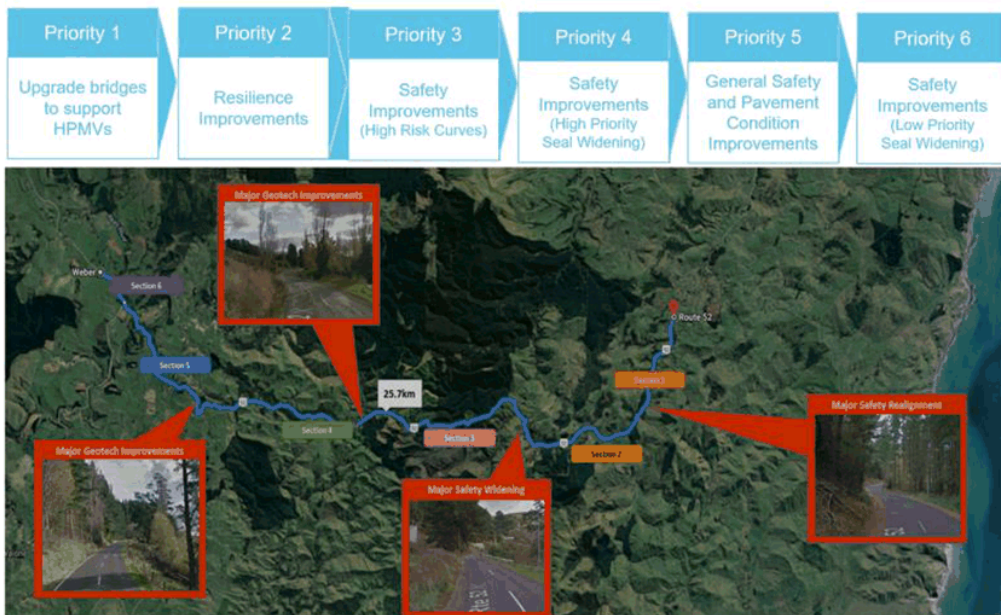 Priority 1
Upgrade bridges
to support
HPMVs
Priority 2
Resilience
Improvements
Priority 3
Safety
Improvements
(High Risk Curves)
Priority 4
Safety
Improvements
(High Priority
Seal Widening)
Priority 5
General Safety
and Pavement
Condition
Improvements
Priority 6
Safety
Improvements
(Low Priority
Seal Widening)
Major Geotech Improvements
Weber
Section 6
Route 52
Section 5
25.7km
Section 4
Section 3
Section 2
Major Safety Realignment
Major Geotech Improvements
Major Safety Widening